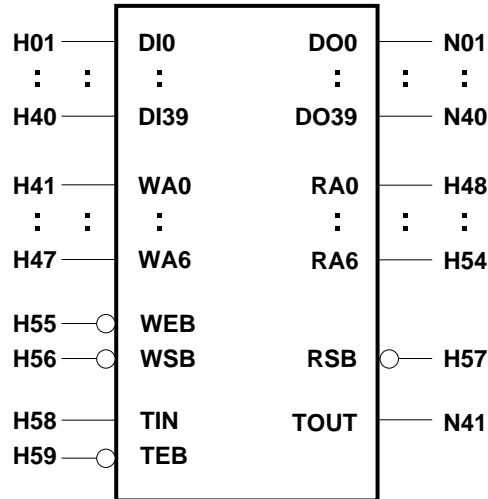 H01 DI0 DO0 N01
: : : : : :
H40 DI39 DO39 N40
H41 WA0 RA0 H48
: : : : : :
H47 WA6 RA6 H54
H55 WEB
H56 WSB RSB H57
H58 TIN TOUT N41
H59 TEB